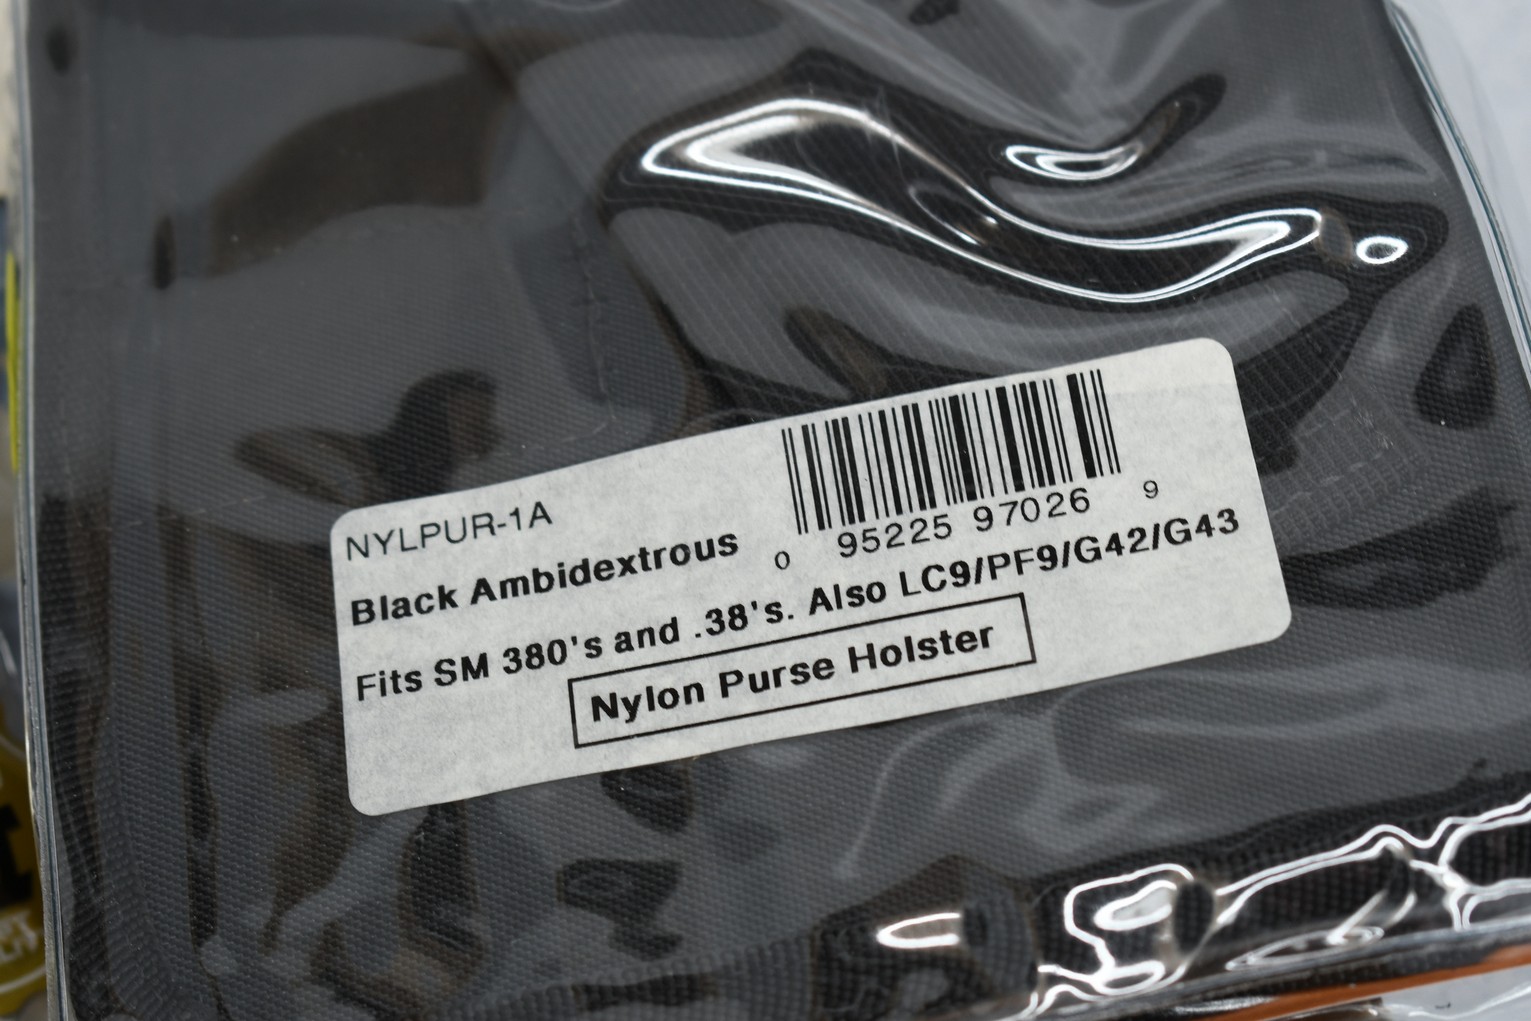 NYLPUR-1A
Black Ambidextrous
0 95225 97026 9
Fits SM 380's and .38's. Also LC9/PF9/G42/G43
Nylon Purse Holster